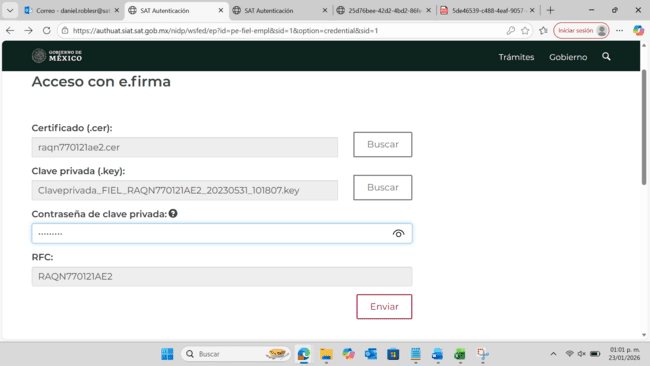 Correo - daniel.roblear@sat
SAT Autenticación
SAT Autenticación
25d76bee-42d2-4bd2-86f
5de46539-c488-4eaf-9057-
https://authuat.siat.sat.gob.mx/nidp/wsfed/ep?id=pe-fiel-empl&sid=1&option=credential&sid=1
Iniciar sesión
GOBIERNO DE
MÉXICO
Trámites
Gobierno
Acceso con e.firma
Certificado (.cer):
raqn770121ae2.cer
Buscar
Clave privada (.key):
Claveprivada_FIEL_RAQN770121AE2_20230531_101807.key
Buscar
Contraseña de clave privada:
•••••••••
RFC:
RAQN770121AE2
Enviar
Buscar
01:01 p. m.
23/01/2026